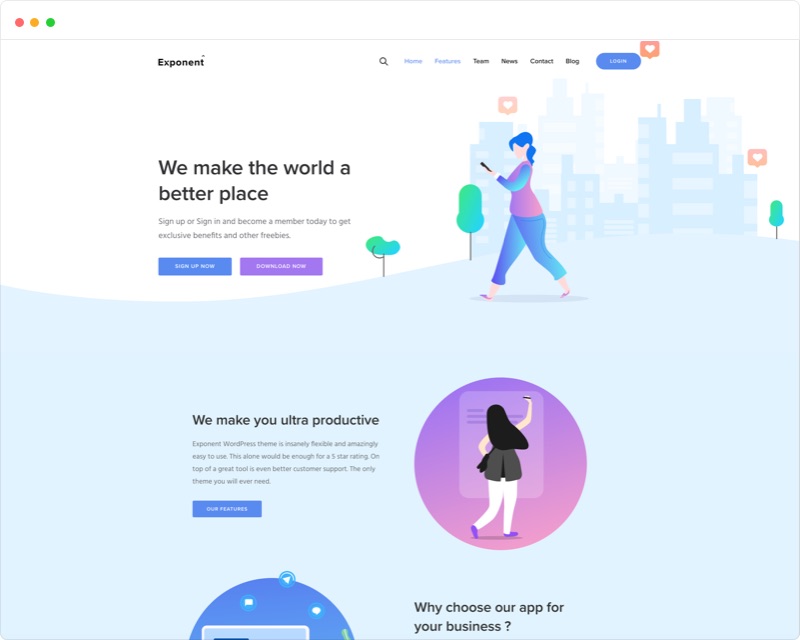 Exponent
Home Features Team News Contact Blog LOGIN
We make the world a
better place
Sign up or Sign in and become a member today to get
exclusive benefits and other freebies.
SIGN UP NOW DOWNLOAD NOW
We make you ultra productive
Exponent WordPress theme is insanely flexible and amazingly
easy to use. This alone would be enough for a 5 star rating. On
top of a great tool is even better customer support. The only
theme you will ever need.
OUR FEATURES
Why choose our app for
your business ?